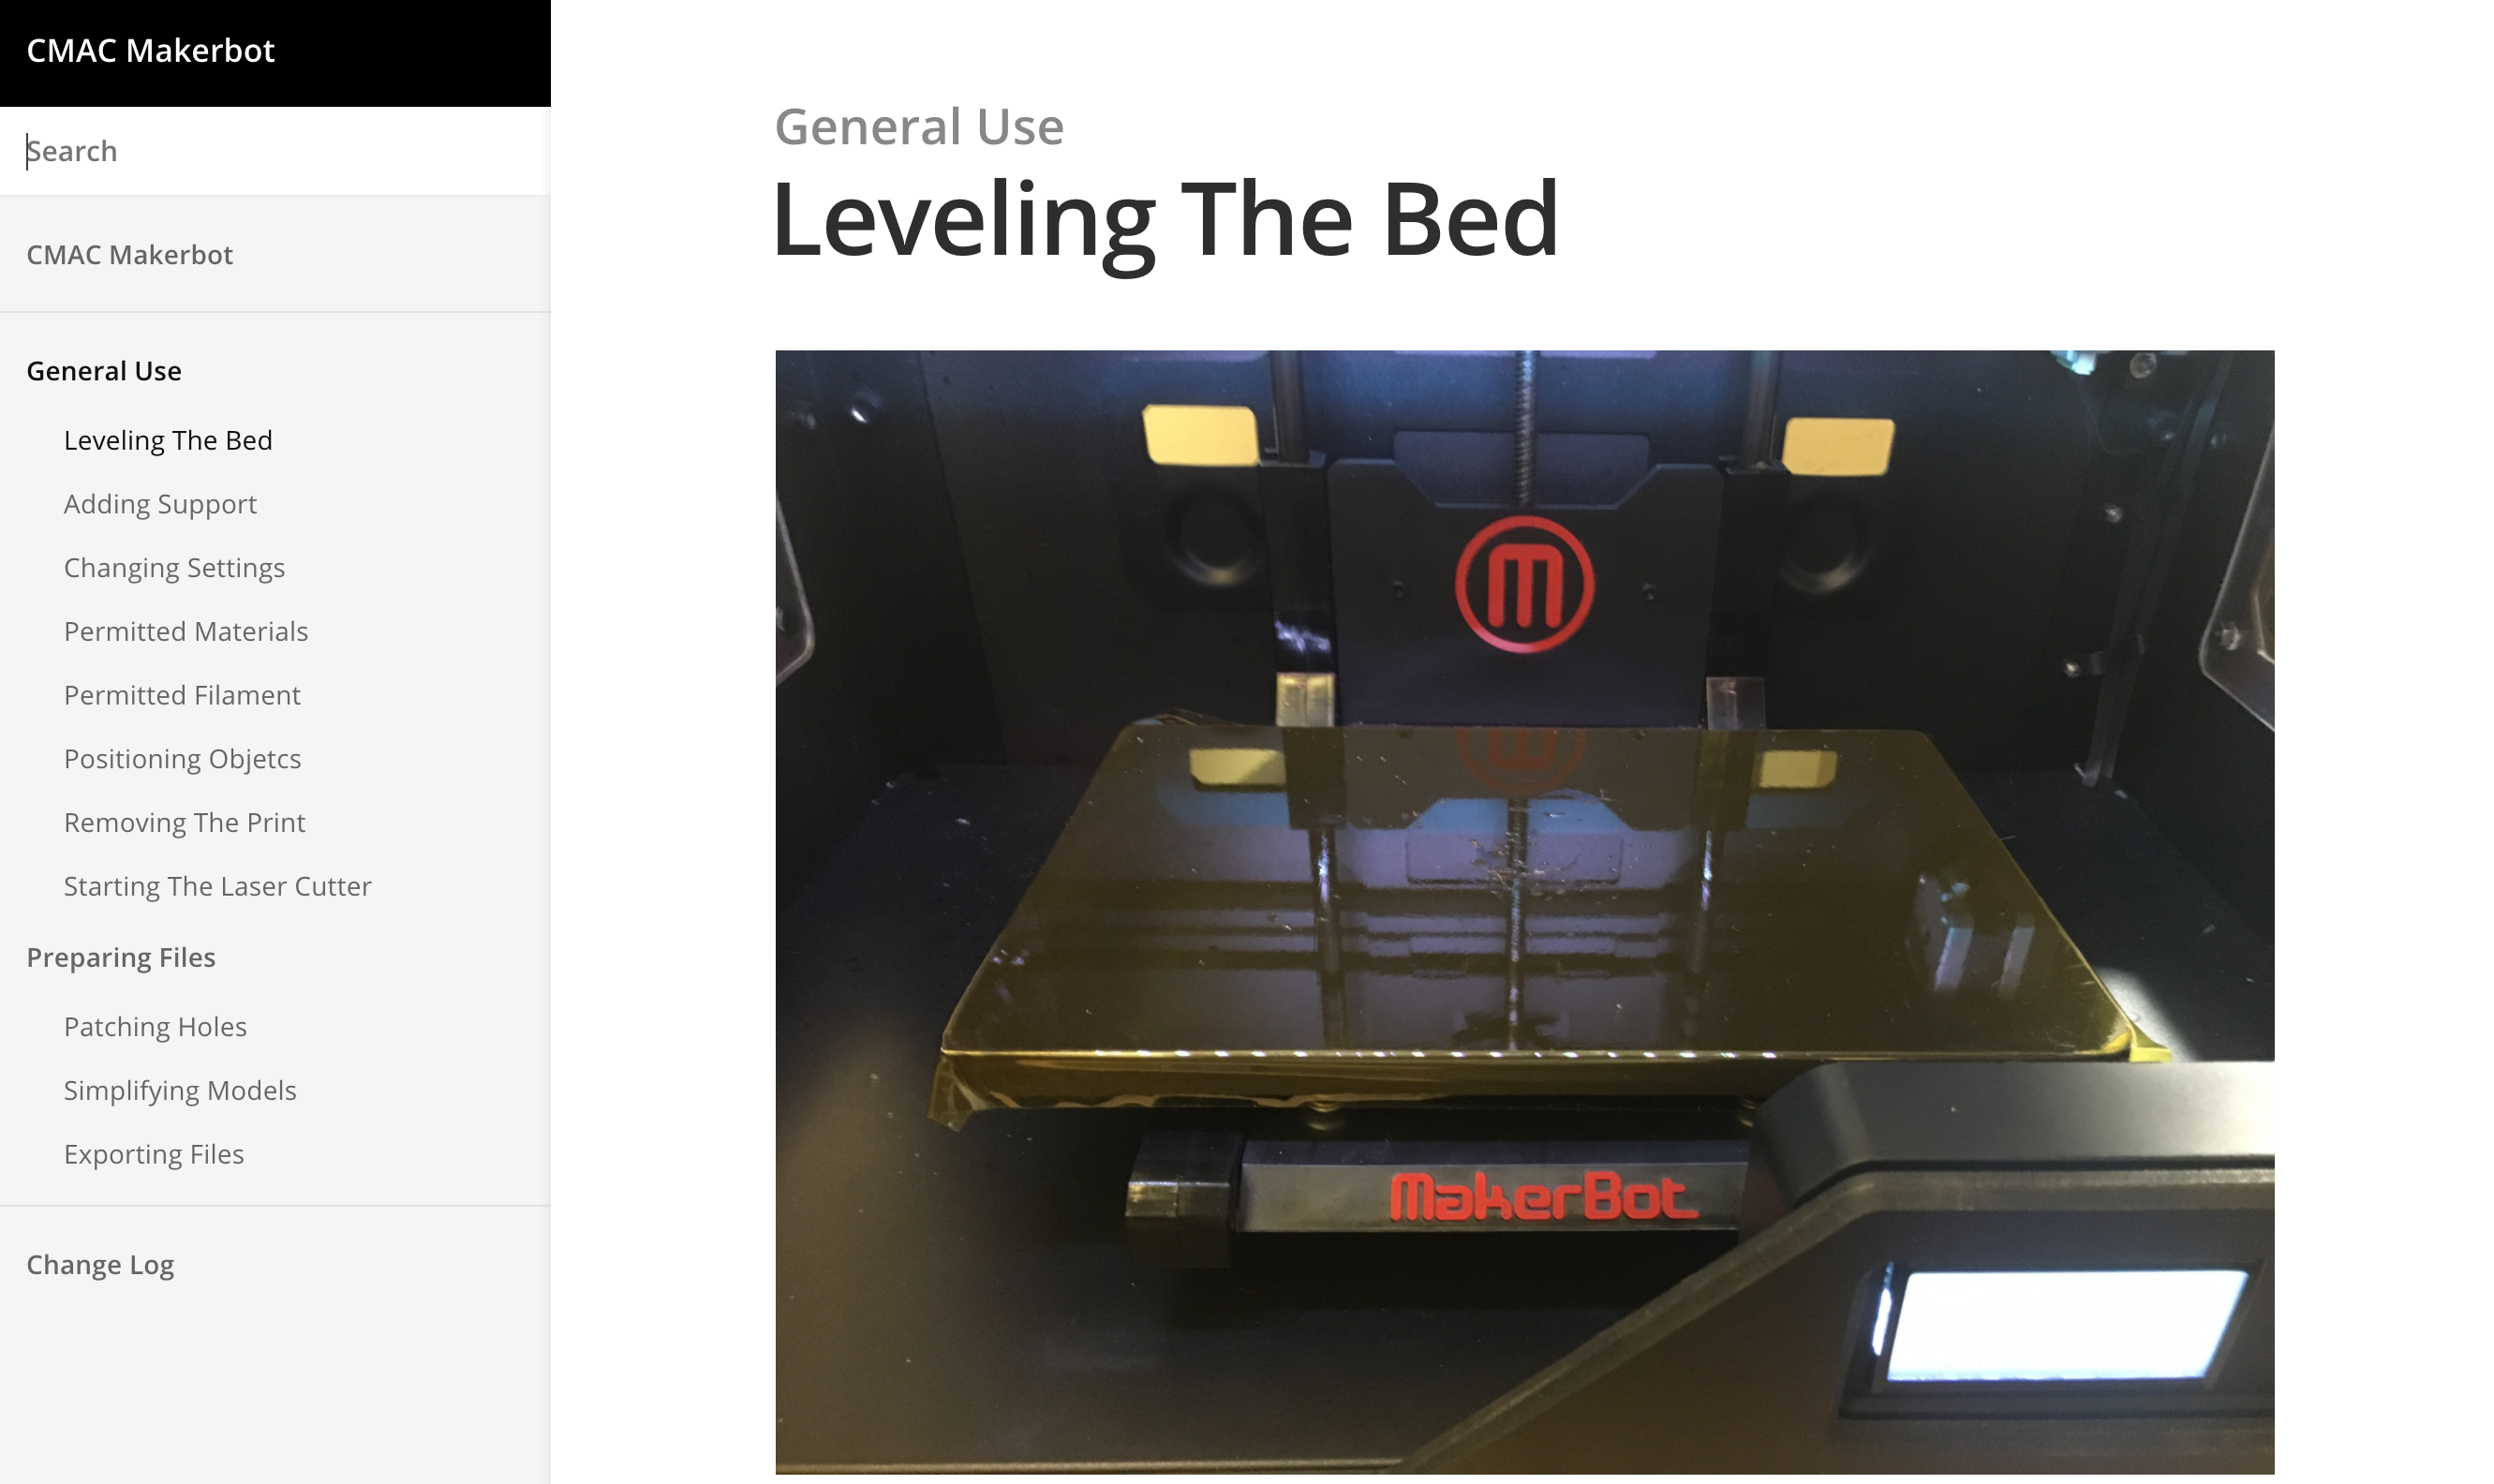 CMAC Makerbot
Search
CMAC Makerbot
General Use
Leveling The Bed
Adding Support
Changing Settings
Permitted Materials
Permitted Filament
Positioning Objetcs
Removing The Print
Starting The Laser Cutter
Preparing Files
Patching Holes
Simplifying Models
Exporting Files
Change Log
General Use
Leveling The Bed
M
MakerBot